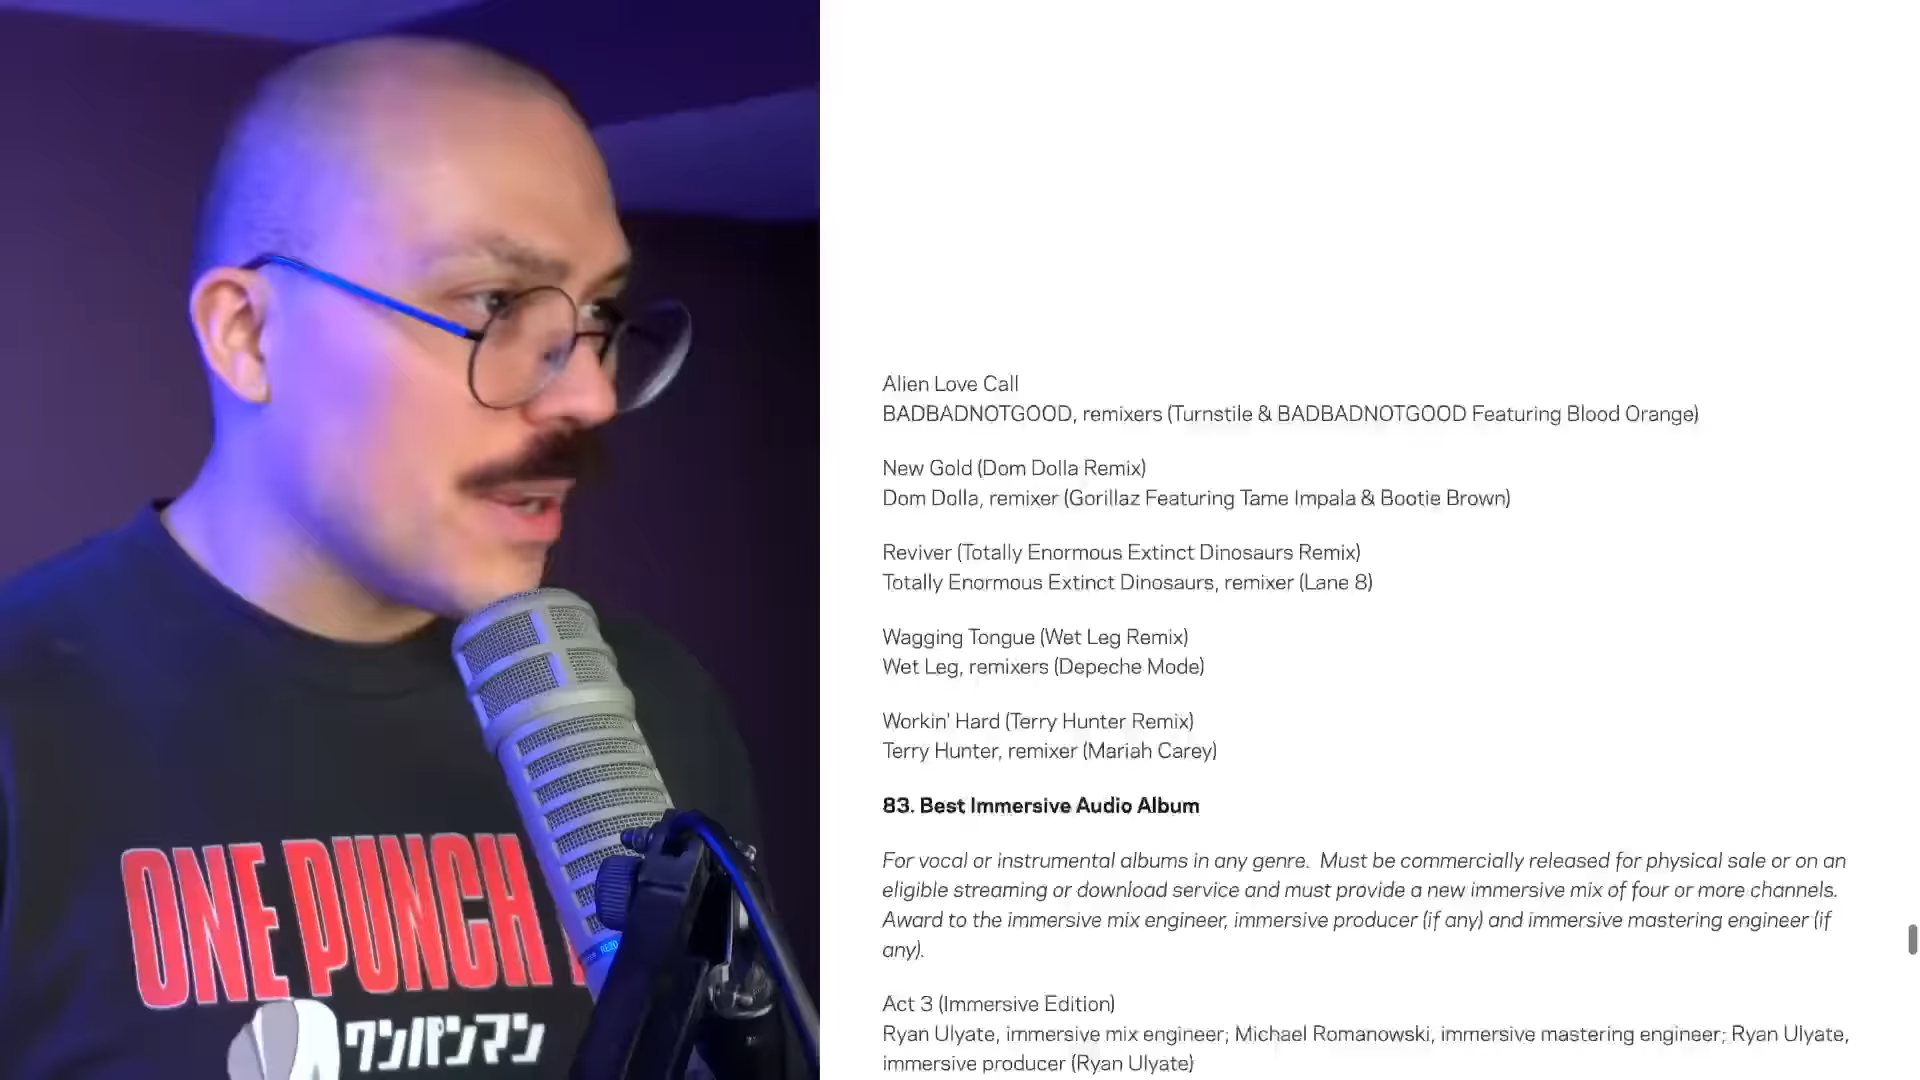 ONE PUNCH
ワンパンマン
RE20
Alien Love Call
BADBADNOTGOOD, remixers (Turnstile & BADBADNOTGOOD Featuring Blood Orange)
New Gold (Dom Dolla Remix)
Dom Dolla, remixer (Gorillaz Featuring Tame Impala & Bootie Brown)
Reviver (Totally Enormous Extinct Dinosaurs Remix)
Totally Enormous Extinct Dinosaurs, remixer (Lane 8)
Wagging Tongue (Wet Leg Remix)
Wet Leg, remixers (Depeche Mode)
Workin' Hard (Terry Hunter Remix)
Terry Hunter, remixer (Mariah Carey)
83. Best Immersive Audio Album
For vocal or instrumental albums in any genre. Must be commercially released for physical sale or on an
eligible streaming or download service and must provide a new immersive mix of four or more channels.
Award to the immersive mix engineer, immersive producer (if any) and immersive mastering engineer (if
any).
Act 3 (Immersive Edition)
Ryan Ulyate, immersive mix engineer; Michael Romanowski, immersive mastering engineer; Ryan Ulyate,
immersive producer (Ryan Ulyate)